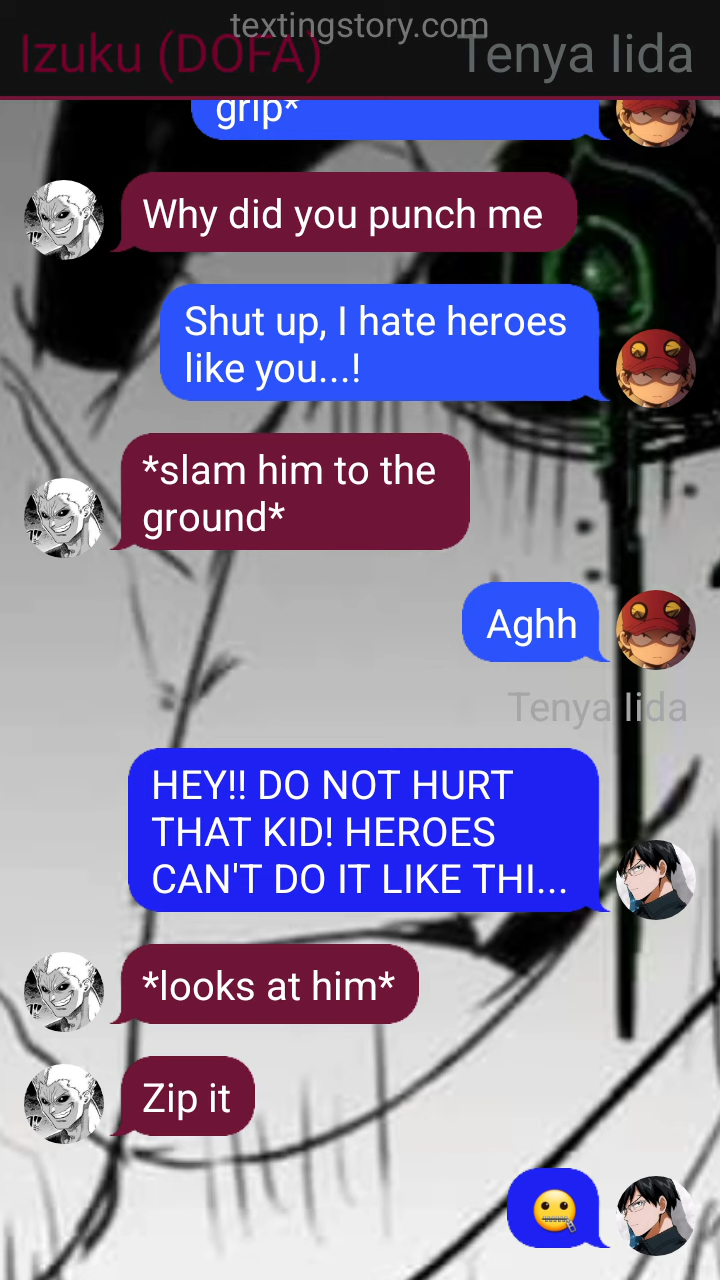 textingstory.com
Izuku (DOFA)
Tenya Iida
grip*
Why did you punch me
Shut up, I hate heroes
like you...!
*slam him to the
ground*
Aghh
Tenya Iida
HEY!! DO NOT HURT
THAT KID! HEROES
CAN'T DO IT LIKE THI...
*looks at him*
Zip it
🤐